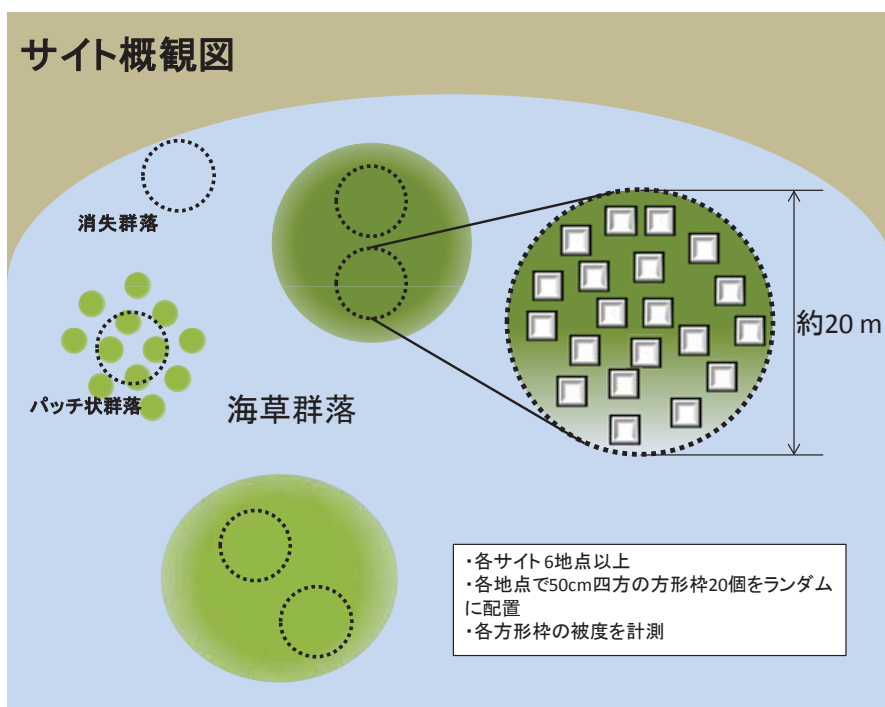 サイト概観図
消失群落
約20 m
パッチ状群落
海草群落
・各サイト6地点以上
・各地点で50cm四方の方形枠20個をランダム
に配置
・各方形枠の被度を計測